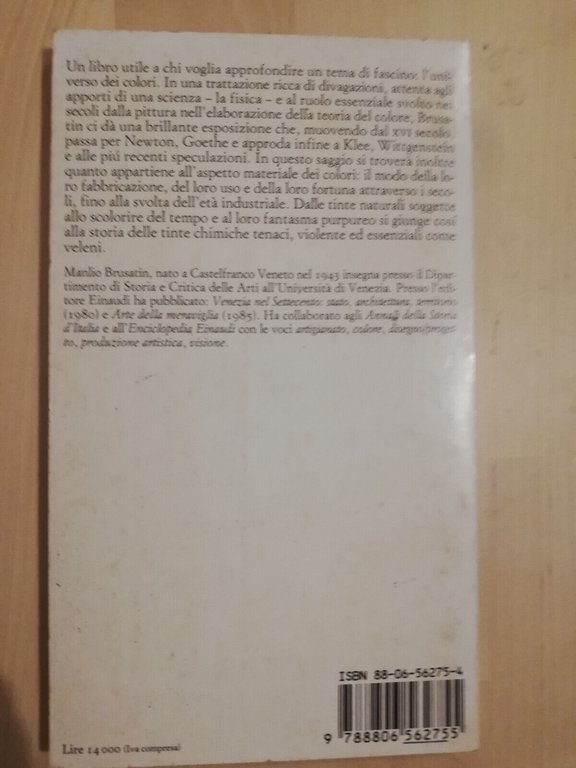 Un libro utile a chi voglia approfondire un tema di fascino: l'uni-
verso dei colori. In una trattazione ricca di divagazioni, attenta agli
apporti di una scienza – la fisica – e al ruolo essenziale svolto nei
secoli dalla pittura nell'elaborazione della teoria del colore, Brusa-
tin ci dà una brillante esposizione che, muovendo dal XVI secolo,
passa per Newton, Goethe e approda infine a Klee, Wittgenstein
e alle piú recenti speculazioni. In questo saggio si troverà inoltre
quanto appartiene all'aspetto materiale dei colori: il modo della lo-
ro fabbricazione, del loro uso e della loro fortuna attraverso i seco-
li, fino alla svolta dell'età industriale. Dalle tinte naturali soggette
allo scolorire del tempo e al loro fantasma purpureo si giunge cosí
alla storia delle tinte chimiche tenaci, violente ed essenziali come
veleni.
Manlio Brusatin, nato a Castelfranco Veneto nel 1943 insegna presso il Dipar-
timento di Storia e Critica delle Arti all'Università di Venezia. Presso l'edi-
tore Einaudi ha pubblicato: Venezia nel Settecento: stato, architettura, territorio
(1980) e Arte della meraviglia (1985). Ha collaborato agli Annali della Storia
d'Italia e all'Enciclopedia Einaudi con le voci artigianato, colore, disegno/proget-
to, produzione artistica, visione.
ISBN 88-06-56275-4
9 788806 562755
Lire 14 000 (Iva compresa)